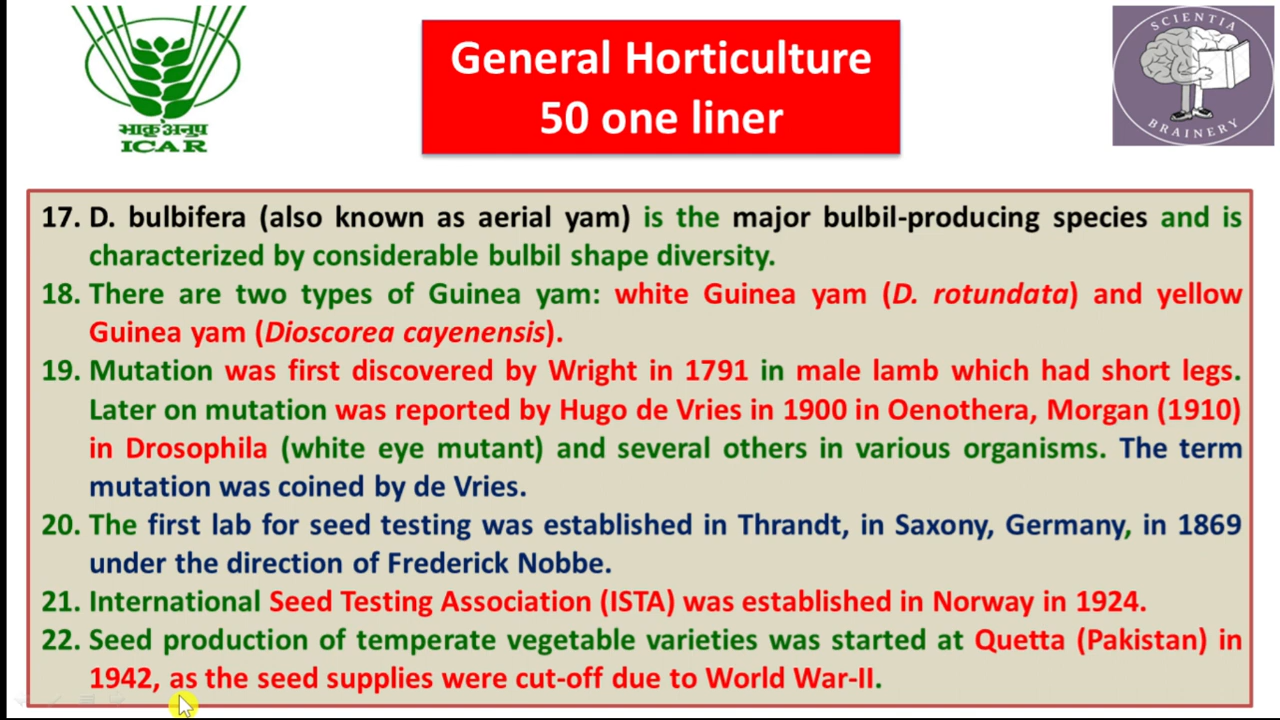 भाकृअनुप
ICAR
General Horticulture
50 one liner
SCIENTIA
BRAINERY
17. D. bulbifera (also known as aerial yam) is the major bulbil-producing species and is
characterized by considerable bulbil shape diversity.
18. There are two types of Guinea yam: white Guinea yam (D. rotundata) and yellow
Guinea yam (Dioscorea cayenensis).
19. Mutation was first discovered by Wright in 1791 in male lamb which had short legs.
Later on mutation was reported by Hugo de Vries in 1900 in Oenothera, Morgan (1910)
in Drosophila (white eye mutant) and several others in various organisms. The term
mutation was coined by de Vries.
20. The first lab for seed testing was established in Thrandt, in Saxony, Germany, in 1869
under the direction of Frederick Nobbe.
21. International Seed Testing Association (ISTA) was established in Norway in 1924.
22. Seed production of temperate vegetable varieties was started at Quetta (Pakistan) in
1942, as the seed supplies were cut-off due to World War-II.